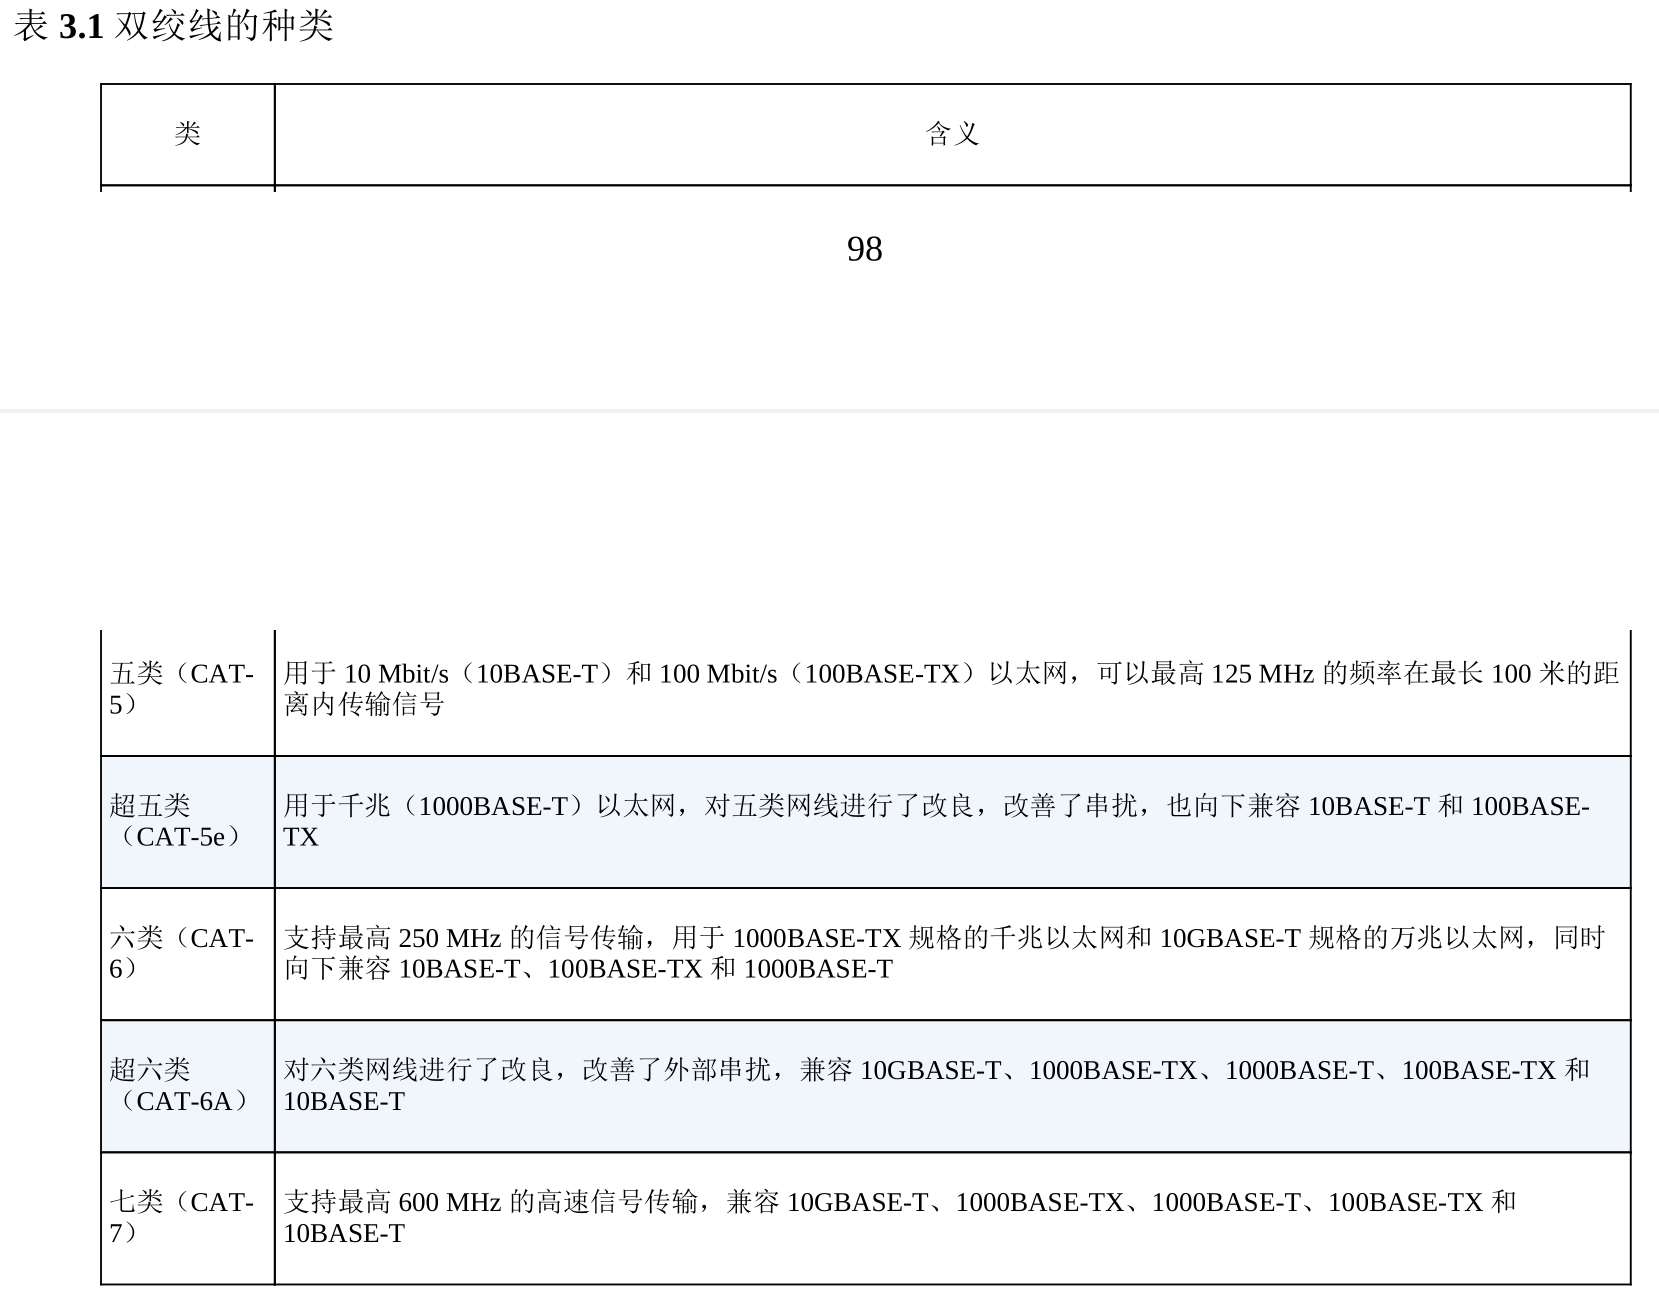 表 3.1 双绞线的种类
类 含义
98
五类（CAT-
5）
用于 10 Mbit/s（10BASE-T）和 100 Mbit/s（100BASE-TX）以太网，可以最高 125 MHz 的频率在最长 100 米的距
离内传输信号
超五类
（CAT-5e）
用于千兆（1000BASE-T）以太网，对五类网线进行了改良，改善了串扰，也向下兼容 10BASE-T 和 100BASE-
TX
六类（CAT-
6）
支持最高 250 MHz 的信号传输，用于 1000BASE-TX 规格的千兆以太网和 10GBASE-T 规格的万兆以太网，同时
向下兼容 10BASE-T、100BASE-TX 和 1000BASE-T
超六类
（CAT-6A）
对六类网线进行了改良，改善了外部串扰，兼容 10GBASE-T、1000BASE-TX、1000BASE-T、100BASE-TX 和
10BASE-T
七类（CAT-
7）
支持最高 600 MHz 的高速信号传输，兼容 10GBASE-T、1000BASE-TX、1000BASE-T、100BASE-TX 和
10BASE-T